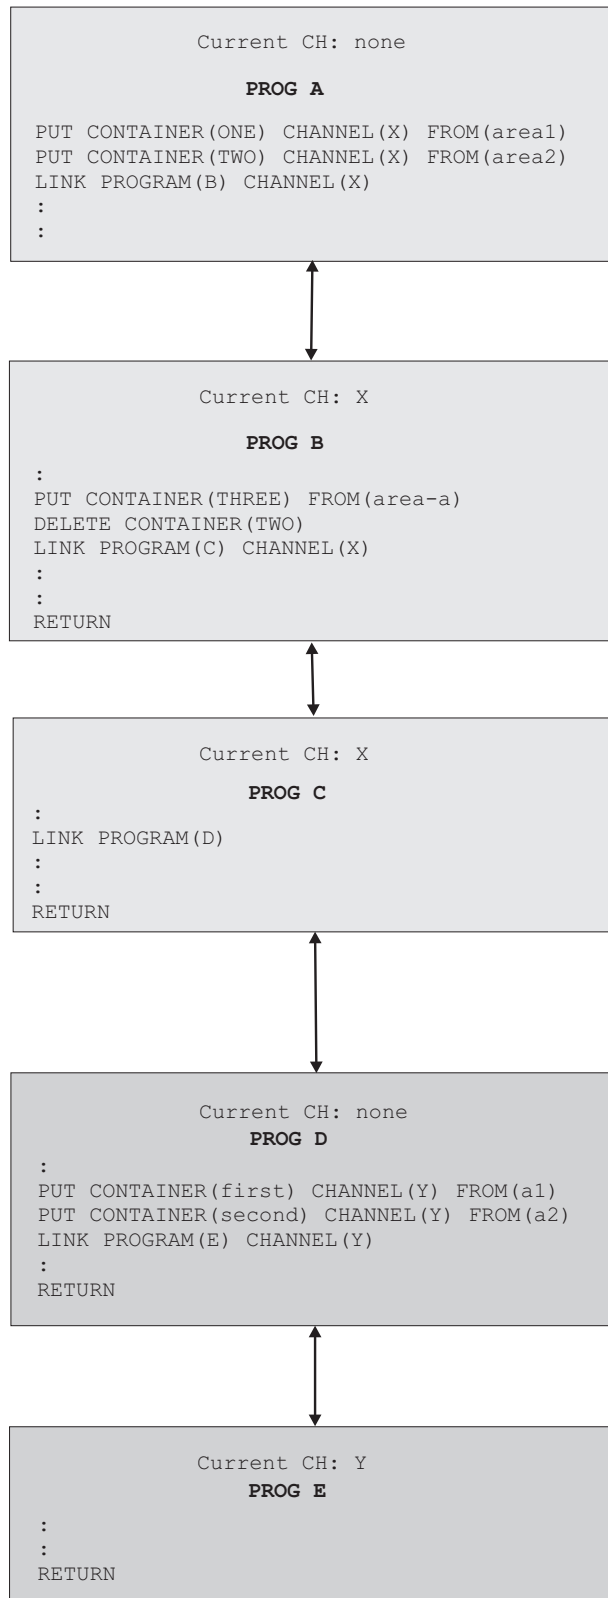 Current CH: none
PROG A
PUT CONTAINER(ONE) CHANNEL(X) FROM(area1)
PUT CONTAINER(TWO) CHANNEL(X) FROM(area2)
LINK PROGRAM(B) CHANNEL(X)
:
:
Current CH: X
PROG B
:
PUT CONTAINER(THREE) FROM(area-a)
DELETE CONTAINER(TWO)
LINK PROGRAM(C) CHANNEL(X)
:
:
RETURN
Current CH: X
PROG C
:
LINK PROGRAM(D)
:
:
RETURN
Current CH: none
PROG D
:
PUT CONTAINER(first) CHANNEL(Y) FROM(a1)
PUT CONTAINER(second) CHANNEL(Y) FROM(a2)
LINK PROGRAM(E) CHANNEL(Y)
:
RETURN
Current CH: Y
PROG E
:
:
RETURN